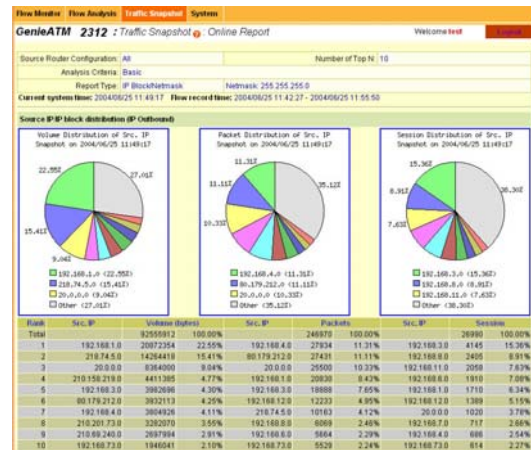 Flow Monitor Flow Analysis Traffic Snapshot System
GenieATM 2312 : Traffic Snapshot : Online Report Welcome test Logout
Source Router Configuration: All Number of Top N: 10
Analysis Criteria: Basic
Report Type: IP Block/Netmask Netmask: 255.255.255.0
Current system time: 2004/06/25 11:49:17 Flow record time: 2004/06/25 11:42:27 - 2004/06/25 11:55:50
Source IP/IP block distribution (IP Outbound)
Volume Distribution of Src. IP
Snapshot on 2004/06/25 11:49:17
22.55%
27.01%
15.41%
9.04%
192.168.1.0 (22.55%)
218.74.5.0 (15.41%)
20.0.0.0 (9.04%)
Other (27.01%)
Packet Distribution of Src. IP
Snapshot on 2004/06/25 11:49:17
11.31%
11.11%
35.12%
10.33%
192.168.4.0 (11.31%)
80.179.212.0 (11.11%)
20.0.0.0 (10.33%)
Other (35.12%)
Session Distribution of Src. IP
Snapshot on 2004/06/25 11:49:17
15.36%
8.91%
38.30%
7.63%
192.168.3.0 (15.36%)
192.168.8.0 (8.91%)
192.168.11.0 (7.63%)
Other (38.30%)
Rank Src. IP Volume (bytes) Src. IP Packets Src. IP Session
Total 92555912 100.00% 246970 100.00% 26990 100.00%
1 192.168.1.0 20872354 22.55% 192.168.4.0 27934 11.31% 192.168.3.0 4145 15.36%
2 218.74.5.0 14264418 15.41% 80.179.212.0 27431 11.11% 192.168.8.0 2405 8.91%
3 20.0.0.0 8364000 9.04% 20.0.0.0 25500 10.33% 192.168.11.0 2058 7.63%
4 210.158.219.0 4411385 4.77% 192.168.1.0 20830 8.43% 192.168.6.0 1910 7.08%
5 192.168.3.0 3982696 4.30% 192.168.3.0 18888 7.65% 192.168.1.0 1710 6.34%
6 80.179.212.0 3932113 4.25% 192.168.12.0 12233 4.95% 192.168.12.0 1389 5.15%
7 192.168.4.0 3804926 4.11% 218.74.5.0 10163 4.12% 20.0.0.0 1020 3.78%
8 210.201.73.0 3282070 3.55% 192.168.8.0 6069 2.46% 192.168.7.0 717 2.66%
9 210.69.240.0 2697984 2.91% 192.168.6.0 5664 2.29% 192.168.4.0 686 2.54%
10 192.168.73.0 1946041 2.10% 192.168.73.0 5529 2.24% 192.168.73.0 614 2.27%